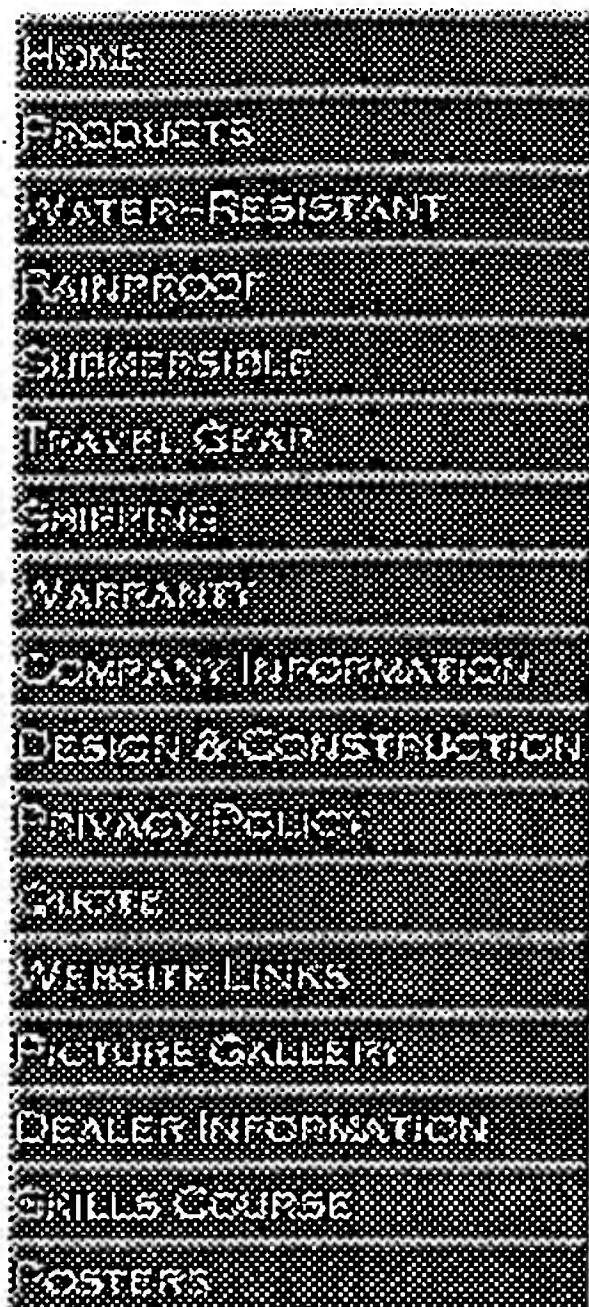 HOME
PRODUCTS
WATER-RESISTANT
RAINPROOF
SUBMERSIBLE
TRAVEL GEAR
SHIPPING
WARRANTY
COMPANY INFORMATION
DESIGN & CONSTRUCTION
PRIVACY POLICY
WEBSITE LINKS
PICTURE GALLERY
DEALER INFORMATION
SKILLS COURSE
POSTERS